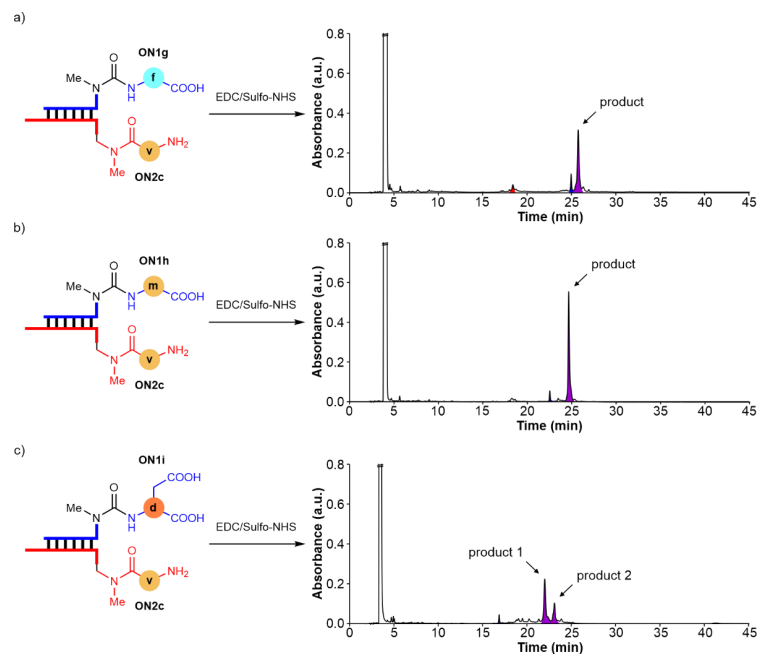 a)
ON1g
O
Me
N
N
H
f
COOH
EDC/Sulfo-NHS
O
N
v
NH2
Me
ON2c
Absorbance (a.u.)
0.8
0.6
0.4
0.2
0.0
product
0 5 10 15 20 25 30 35 40 45
Time (min)
b)
ON1h
O
Me
N
N
H
m
COOH
EDC/Sulfo-NHS
O
N
v
NH2
Me
ON2c
Absorbance (a.u.)
0.8
0.6
0.4
0.2
0.0
product
0 5 10 15 20 25 30 35 40 45
Time (min)
c)
ON1i
COOH
O
Me
N
N
H
d
COOH
EDC/Sulfo-NHS
O
N
v
NH2
Me
ON2c
Absorbance (a.u.)
0.8
0.6
0.4
0.2
0.0
product 1
product 2
0 5 10 15 20 25 30 35 40 45
Time (min)